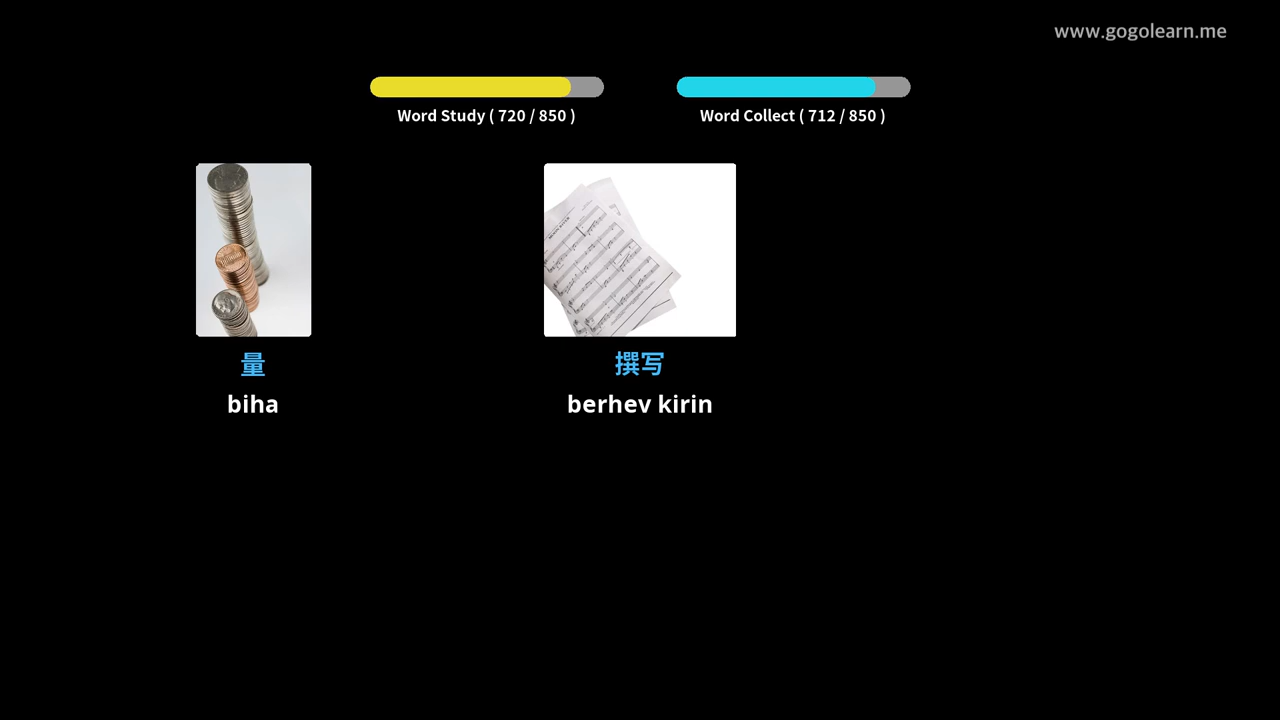 www.gogolearn.me
Word Study ( 720 / 850 )
Word Collect ( 712 / 850 )
量
撰写
biha
berhev kirin